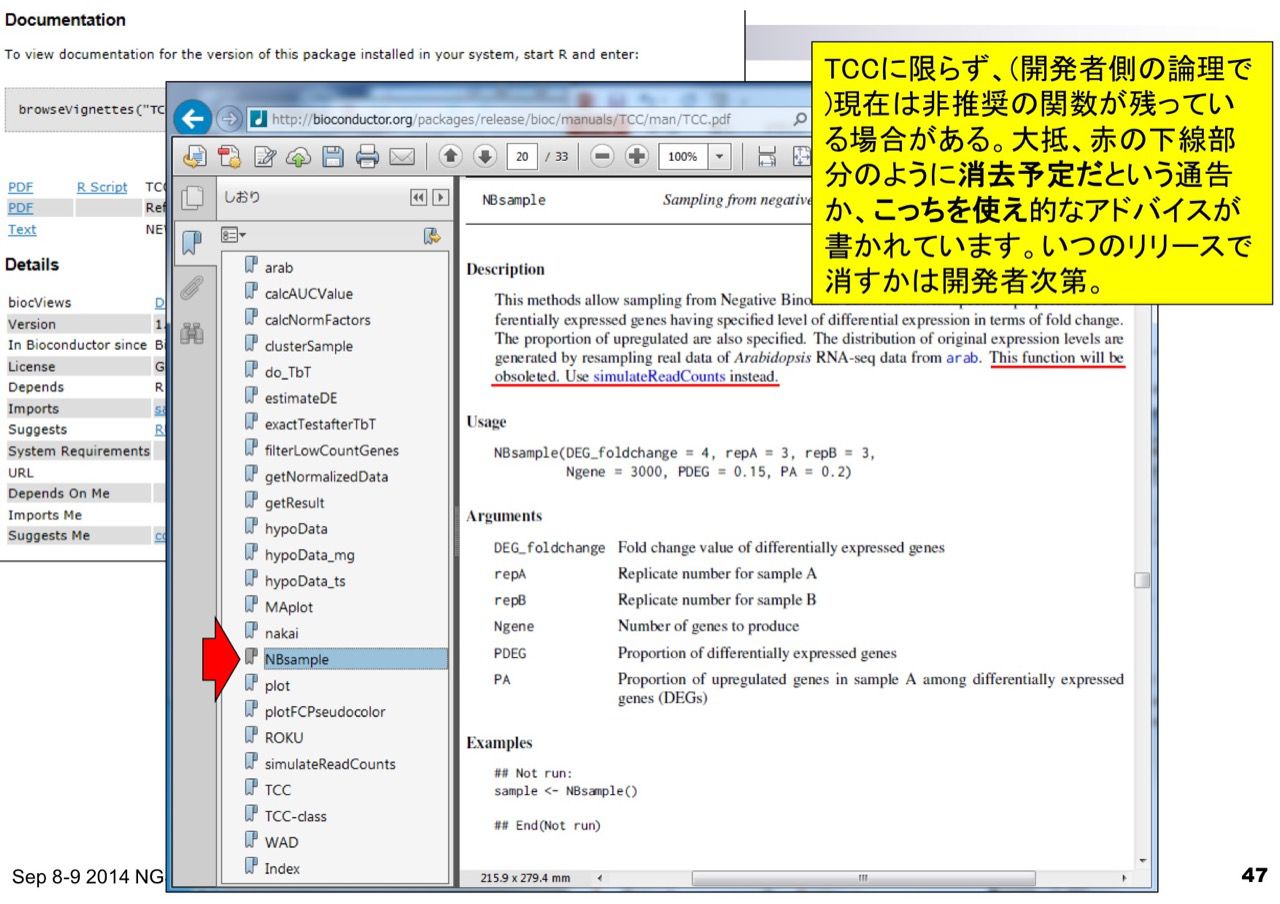 Documentation
To view documentation for the version of this package installed in your system, start R and enter:
browseVignettes("TC
PDF R Script TC
PDF Ref
Text NE
Details
biocViews D
Version 1.
In Bioconductor since Bi
License G
Depends R
Imports sa
Suggests R
System Requirements
URL
Depends On Me
Imports Me
Suggests Me co
http://bioconductor.org/packages/release/bioc/manuals/TCC/man/TCC.pdf
20 / 33 100%
しおり
arab
calcAUCValue
calcNormFactors
clusterSample
do_TbT
estimateDE
exactTestafterTbT
filterLowCountGenes
getNormalizedData
getResult
hypoData
hypoData_mg
hypoData_ts
MAplot
nakai
NBsample
plot
plotFCPseudocolor
ROKU
simulateReadCounts
TCC
TCC-class
WAD
Index
TCCに限らず、(開発者側の論理で
)現在は非推奨の関数が残ってい
る場合がある。大抵、赤の下線部
分のように消去予定だという通告
か、こっちを使え的なアドバイスが
書かれています。いつのリリースで
消すかは開発者次第。
NBsample Sampling from negative
Description
This methods allow sampling from Negative Bino
ferentially expressed genes having specified level of differential expression in terms of fold change.
The proportion of upregulated are also specified. The distribution of original expression levels are
generated by resampling real data of Arabidopsis RNA-seq data from arab. This function will be
obsoleted. Use simulateReadCounts instead.
Usage
NBsample(DEG_foldchange = 4, repA = 3, repB = 3,
Ngene = 3000, PDEG = 0.15, PA = 0.2)
Arguments
DEG_foldchange Fold change value of differentially expressed genes
repA Replicate number for sample A
repB Replicate number for sample B
Ngene Number of genes to produce
PDEG Proportion of differentially expressed genes
PA Proportion of upregulated genes in sample A among differentially expressed
genes (DEGs)
Examples
## Not run:
sample <- NBsample()
## End(Not run)
215.9 x 279.4 mm
Sep 8-9 2014 NG
47